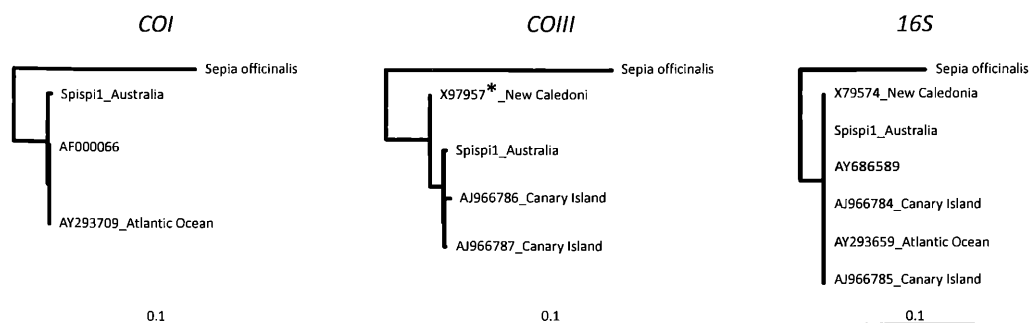 COI
Sepia officinalis
Spispi1_Australia
AF000066
AY293709_Atlantic Ocean
0.1
COIII
Sepia officinalis
X97957*_New Caledoni
Spispi1_Australia
AJ966786_Canary Island
AJ966787_Canary Island
0.1
16S
Sepia officinalis
X79574_New Caledonia
Spispi1_Australia
AY686589
AJ966784_Canary Island
AY293659_Atlantic Ocean
AJ966785_Canary Island
0.1